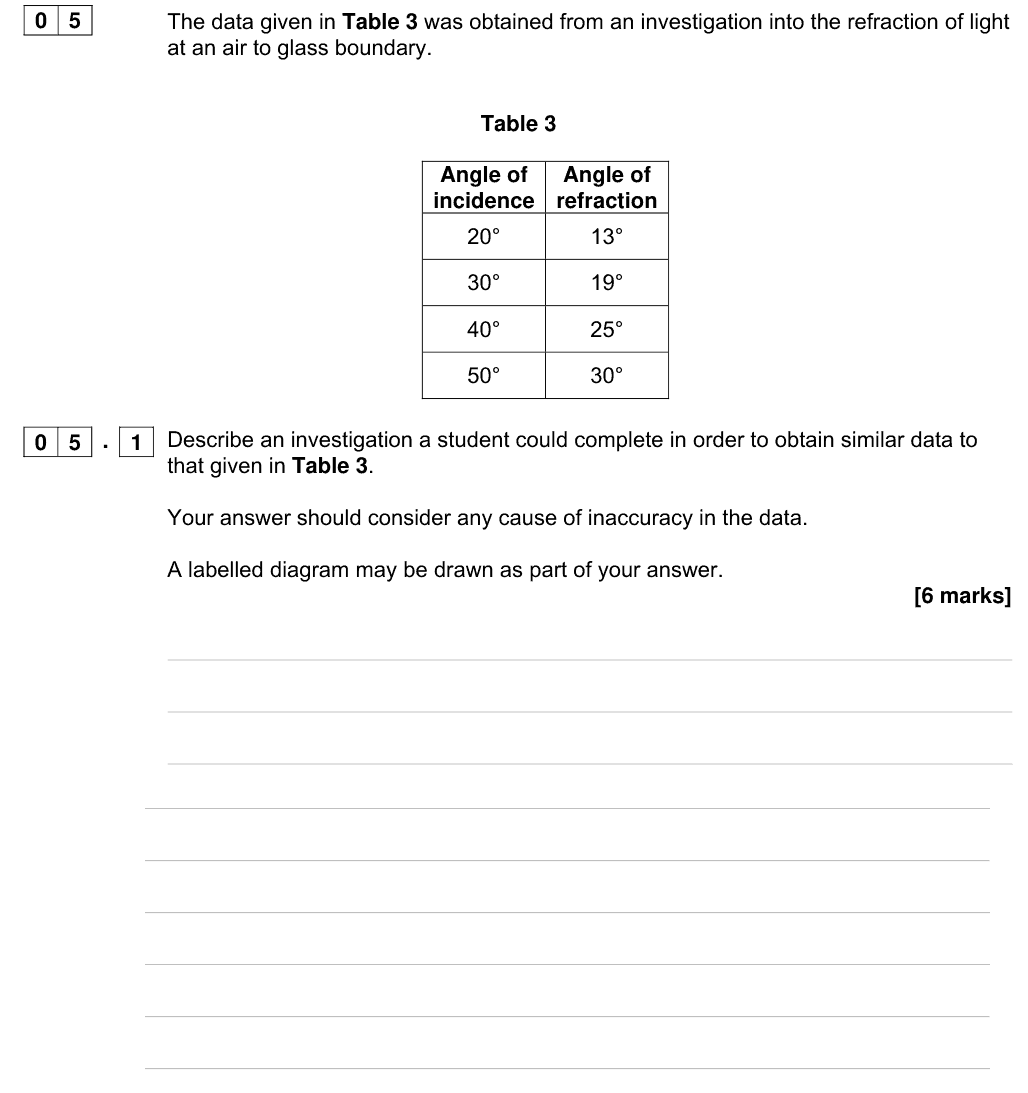 0 5 The data given in Table 3 was obtained from an investigation into the refraction of light
at an air to glass boundary.
Table 3
Angle of incidence Angle of refraction
20° 13°
30° 19°
40° 25°
50° 30°
0 5 . 1 Describe an investigation a student could complete in order to obtain similar data to
that given in Table 3.
Your answer should consider any cause of inaccuracy in the data.
A labelled diagram may be drawn as part of your answer.
[6 marks]